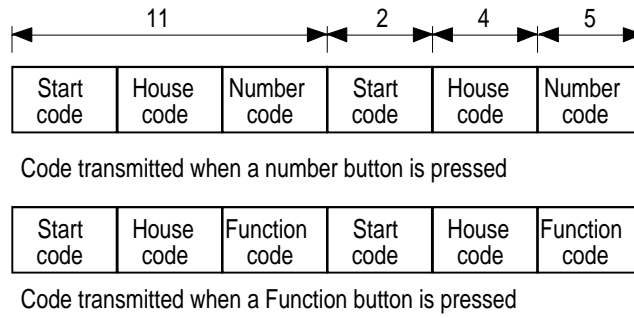 11 2 4 5
Start House Number Start House Number
code code code code code code
Code transmitted when a number button is pressed
Start House Function Start House Function
code code code code code code
Code transmitted when a Function button is pressed